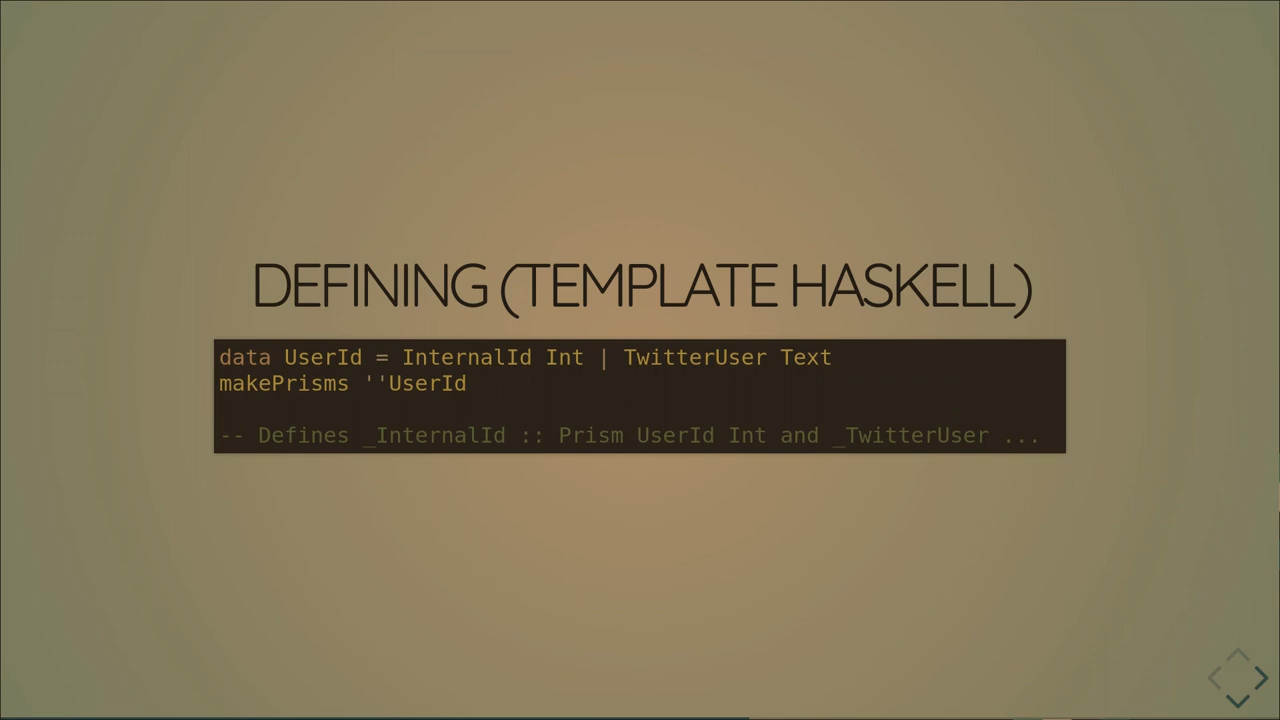 DEFINING (TEMPLATE HASKELL)
data UserId = InternalId Int | TwitterUser Text
makePrisms ''UserId
-- Defines _InternalId :: Prism UserId Int and _TwitterUser ...